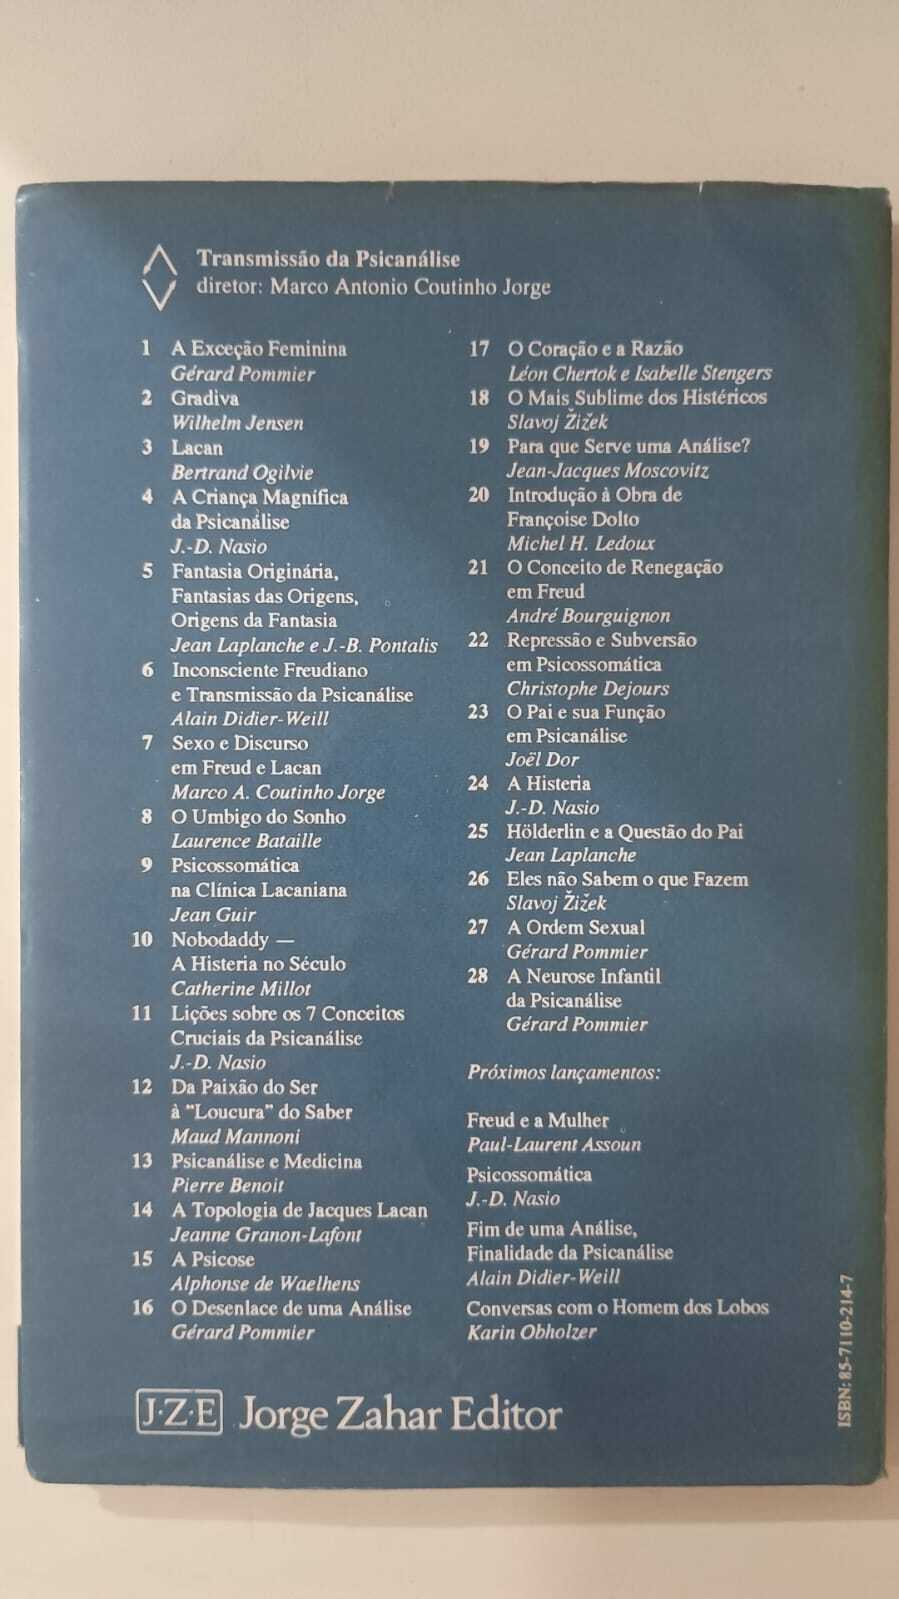 Transmissão da Psicanálise
diretor: Marco Antonio Coutinho Jorge
1 A Exceção Feminina
Gérard Pommier
2 Gradiva
Wilhelm Jensen
3 Lacan
Bertrand Ogilvie
4 A Criança Magnífica
da Psicanálise
J.-D. Nasio
5 Fantasia Originária,
Fantasias das Origens,
Origens da Fantasia
Jean Laplanche e J.-B. Pontalis
6 Inconsciente Freudiano
e Transmissão da Psicanálise
Alain Didier-Weill
7 Sexo e Discurso
em Freud e Lacan
Marco A. Coutinho Jorge
8 O Umbigo do Sonho
Laurence Bataille
9 Psicossomática
na Clínica Lacaniana
Jean Guir
10 Nobodaddy —
A Histeria no Século
Catherine Millot
11 Lições sobre os 7 Conceitos
Cruciais da Psicanálise
J.-D. Nasio
12 Da Paixão do Ser
à "Loucura" do Saber
Maud Mannoni
13 Psicanálise e Medicina
Pierre Benoit
14 A Topologia de Jacques Lacan
Jeanne Granon-Lafont
15 A Psicose
Alphonse de Waelhens
16 O Desenlace de uma Análise
Gérard Pommier
17 O Coração e a Razão
Léon Chertok e Isabelle Stengers
18 O Mais Sublime dos Histéricos
Slavoj Žižek
19 Para que Serve uma Análise?
Jean-Jacques Moscovitz
20 Introdução à Obra de
Françoise Dolto
Michel H. Ledoux
21 O Conceito de Renegação
em Freud
André Bourguignon
22 Repressão e Subversão
em Psicossomática
Christophe Dejours
23 O Pai e sua Função
em Psicanálise
Joël Dor
24 A Histeria
J.-D. Nasio
25 Hölderlin e a Questão do Pai
Jean Laplanche
26 Eles não Sabem o que Fazem
Slavoj Žižek
27 A Ordem Sexual
Gérard Pommier
28 A Neurose Infantil
da Psicanálise
Gérard Pommier
Próximos lançamentos:
Freud e a Mulher
Paul-Laurent Assoun
Psicossomática
J.-D. Nasio
Fim de uma Análise,
Finalidade da Psicanálise
Alain Didier-Weill
Conversas com o Homem dos Lobos
Karin Obholzer
J·Z·E Jorge Zahar Editor
ISBN: 85-7110-214-7